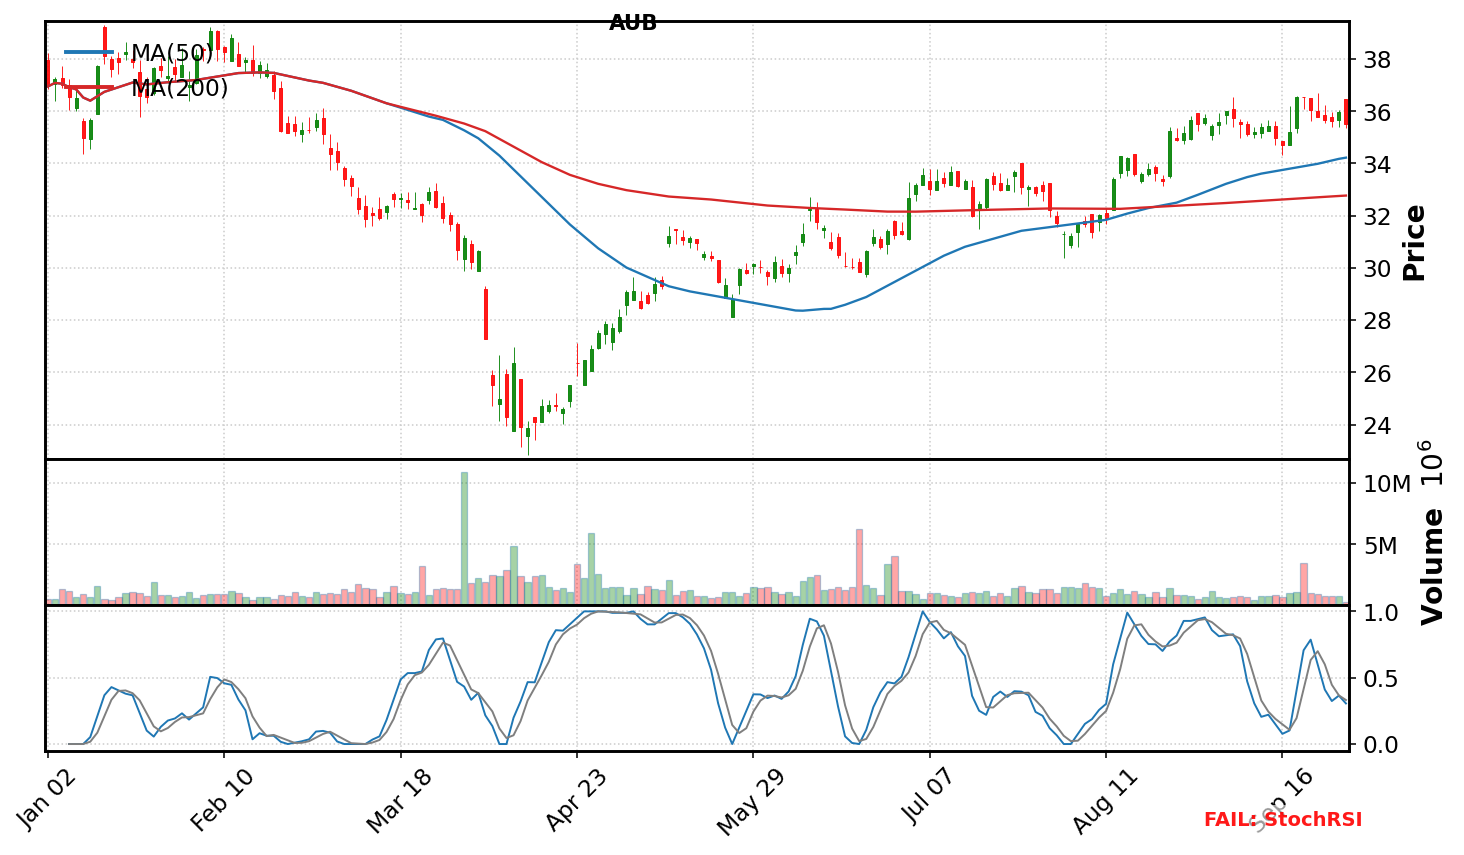 AUB
MA(50)
MA(200)
38
36
34
32
30
28
26
24
Price
10M
5M
Volume 10⁶
1.0
0.5
0.0
Jan 02
Feb 10
Mar 18
Apr 23
May 29
Jul 07
Aug 11
Sep 16
FAIL: StochRSI